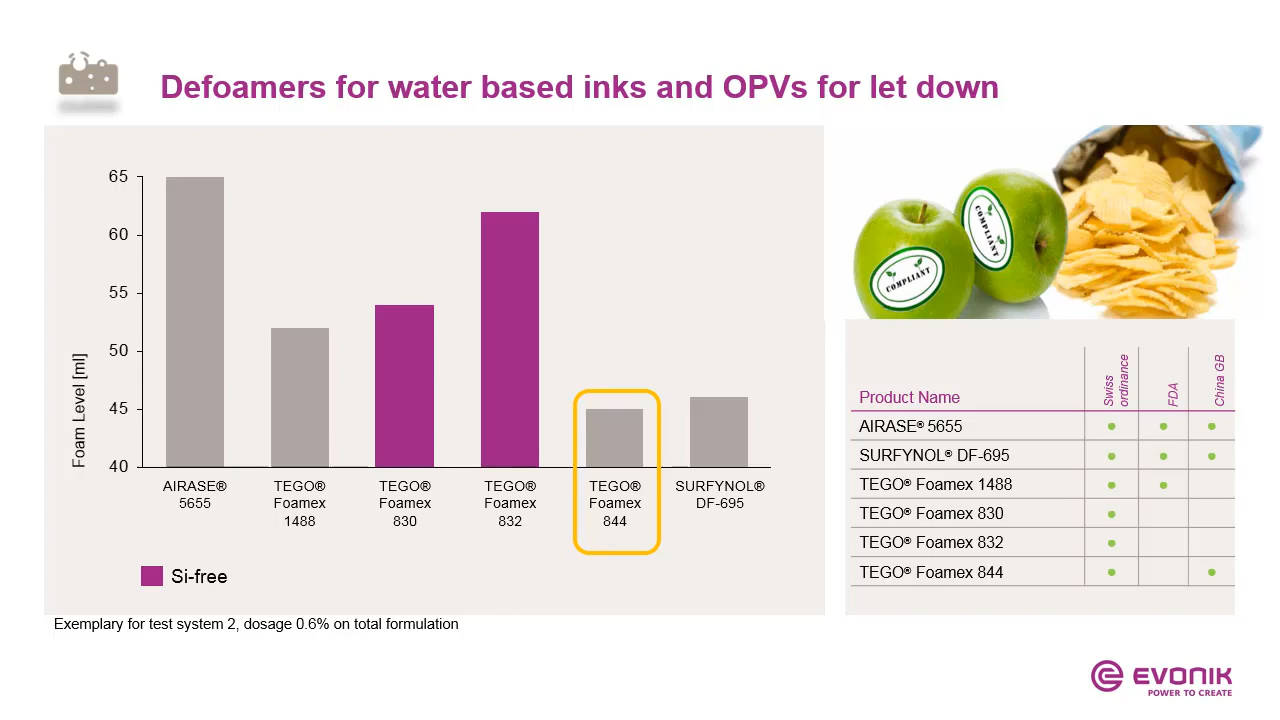 Defoamers for water based inks and OPVs for let down
65
60
55
50
45
40
Foam Level [ml]
AIRASE®
5655
TEGO®
Foamex
1488
TEGO®
Foamex
830
TEGO®
Foamex
832
TEGO®
Foamex
844
SURFYNOL®
DF-695
Si-free
Exemplary for test system 2, dosage 0.6% on total formulation
COMPLIANT
COMPLIANT
Product Name
Swiss
ordinance
FDA
China GB
AIRASE® 5655
SURFYNOL® DF-695
TEGO® Foamex 1488
TEGO® Foamex 830
TEGO® Foamex 832
TEGO® Foamex 844
EVONIK
POWER TO CREATE